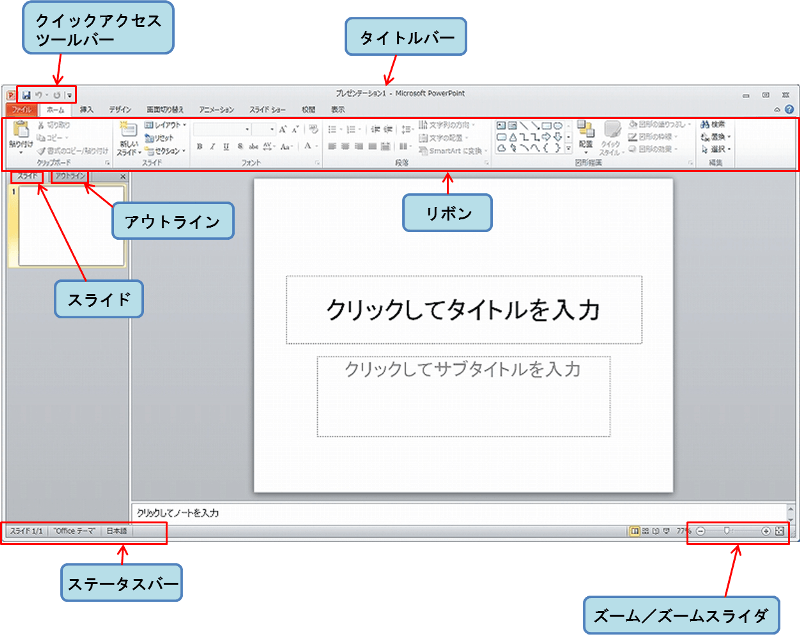 クイックアクセス
ツールバー
タイトルバー
プレゼンテーション1 - Microsoft PowerPoint
ファイル ホーム 挿入 デザイン 画面切り替え アニメーション スライド ショー 校閲 表示
貼り付け
切り取り
コピー
書式のコピー/貼り付け
クリップボード
新しい
スライド
レイアウト
リセット
セクション
スライド
B I U S abc AV Aa A
フォント
文字列の方向
文字の配置
SmartArt に変換
段落
配置
クイック
スタイル
図形の塗りつぶし
図形の枠線
図形の効果
図形描画
検索
置換
選択
編集
スライド アウトライン
1
アウトライン
リボン
スライド
クリックしてタイトルを入力
クリックしてサブタイトルを入力
クリックしてノートを入力
スライド 1/1 "Office テーマ" 日本語 77%
ステータスバー
ズーム／ズームスライダ